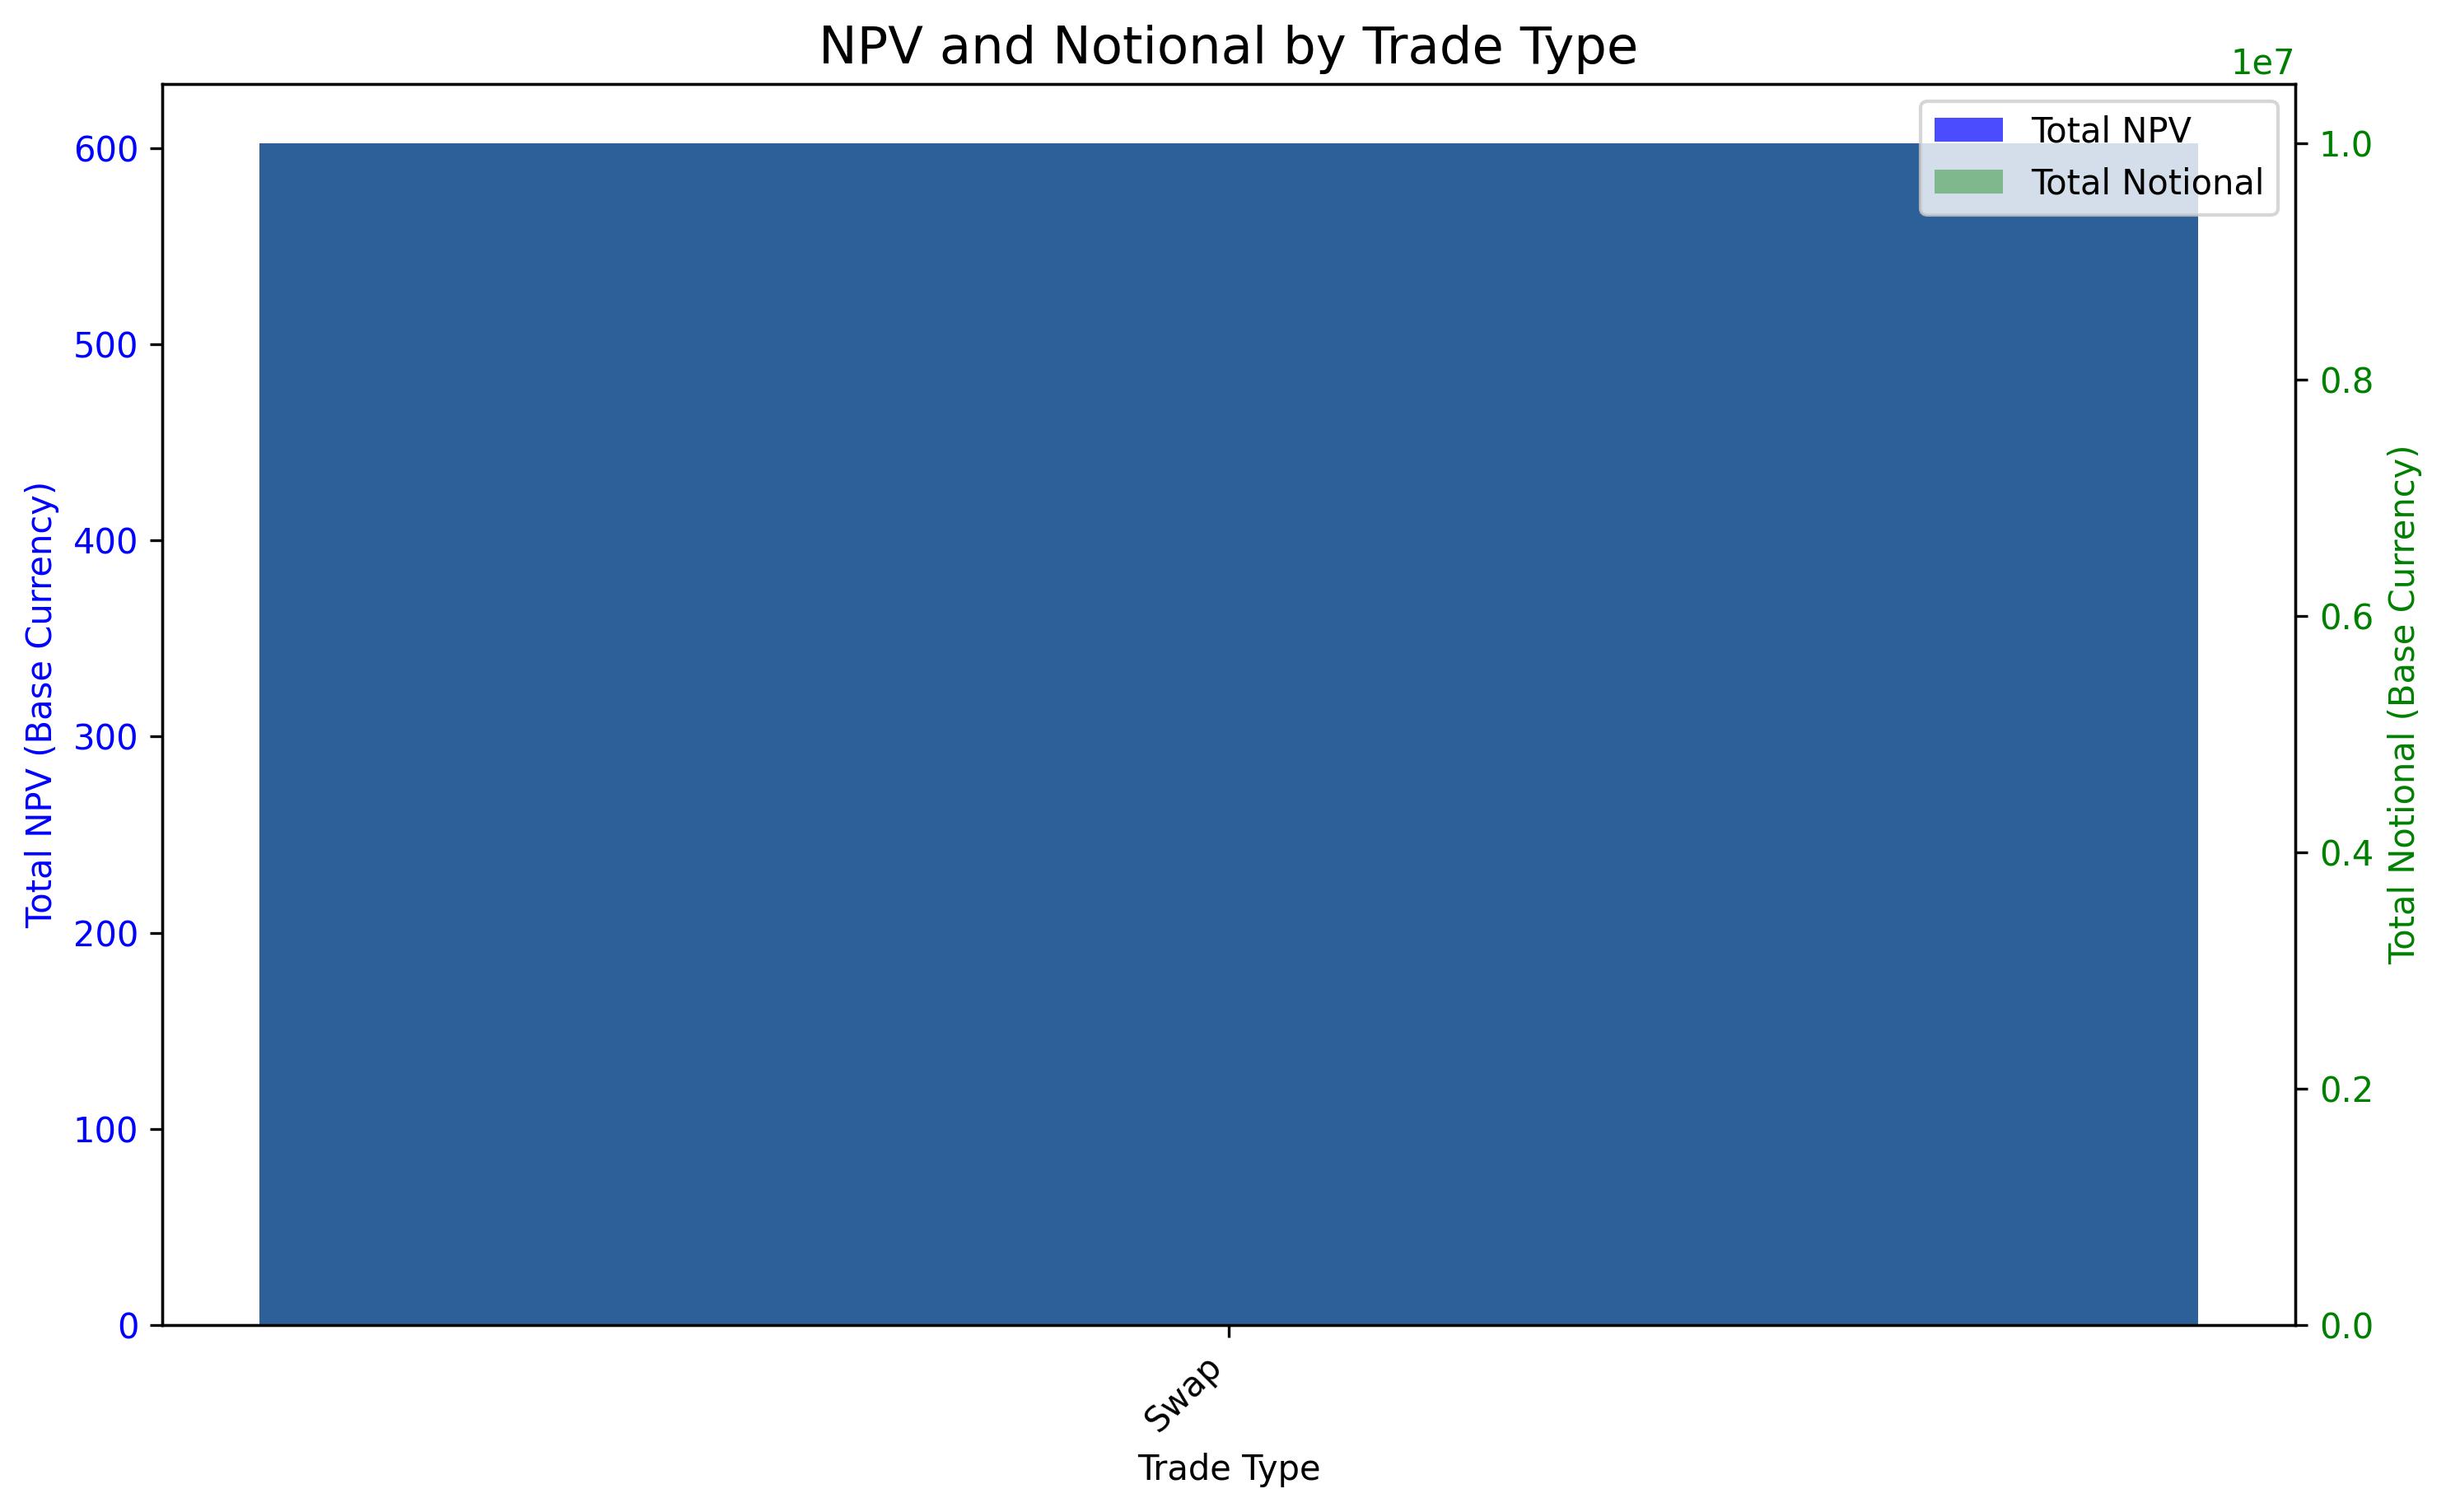 NPV and Notional by Trade Type
1e7
Total NPV
Total Notional
600
500
400
300
200
100
0
Total NPV (Base Currency)
1.0
0.8
0.6
0.4
0.2
0.0
Total Notional (Base Currency)
Swap
Trade Type